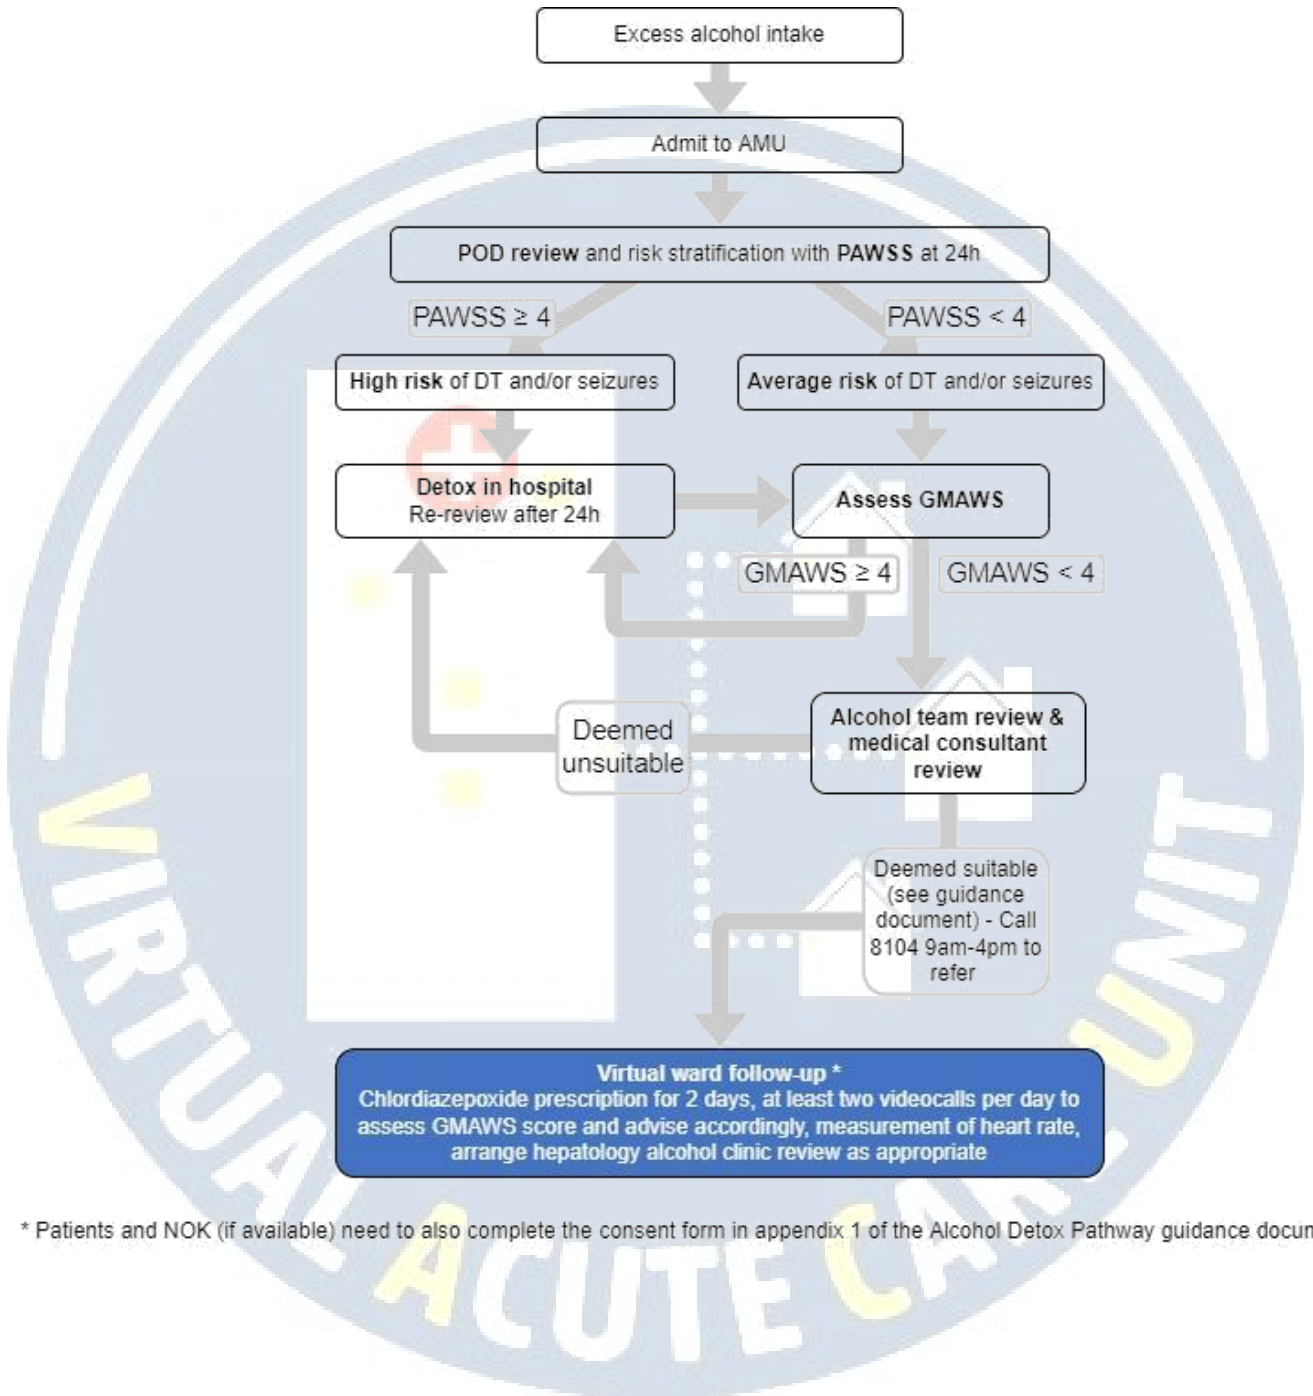 Excess alcohol intake
Admit to AMU
POD review and risk stratification with PAWSS at 24h
PAWSS ≥ 4
PAWSS < 4
High risk of DT and/or seizures
Average risk of DT and/or seizures
Detox in hospital
Re-review after 24h
Assess GMAWS
GMAWS ≥ 4
GMAWS < 4
Deemed
unsuitable
Alcohol team review &
medical consultant
review
Deemed suitable
(see guidance
document) - Call
8104 9am-4pm to
refer
Virtual ward follow-up *
Chlordiazepoxide prescription for 2 days, at least two videocalls per day to
assess GMAWS score and advise accordingly, measurement of heart rate,
arrange hepatology alcohol clinic review as appropriate
* Patients and NOK (if available) need to also complete the consent form in appendix 1 of the Alcohol Detox Pathway guidance docun
VIRTUAL ACUTE CARE UNIT